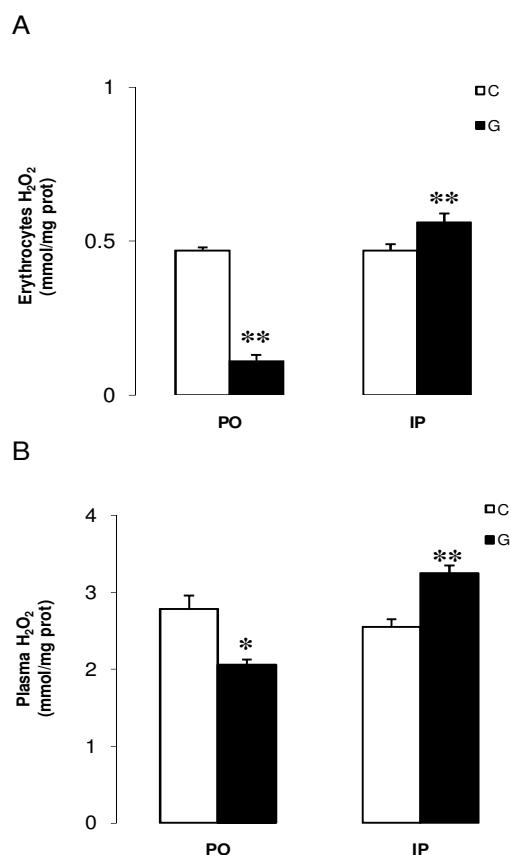 A
1
C
G
Erythrocytes H₂O₂
(mmol/mg prot)
**
0.5
**
0
PO
IP
B
4
C
G
Plasma H₂O₂
(mmol/mg prot)
**
3
*
2
1
0
PO
IP